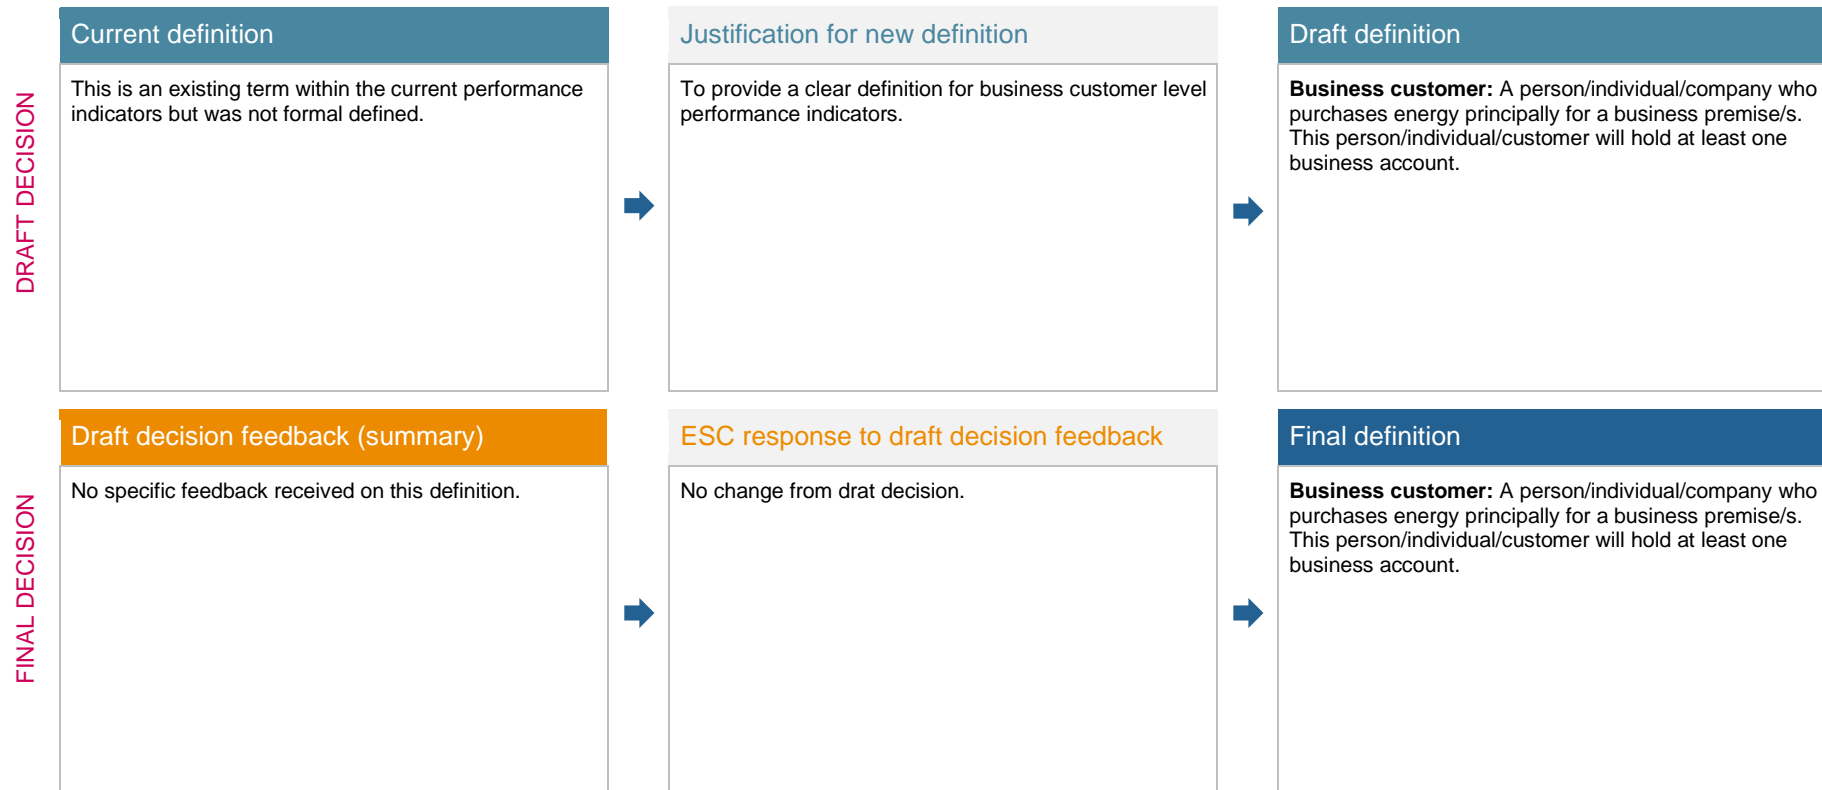 DRAFT DECISION
Current definition
This is an existing term within the current performance
indicators but was not formal defined.
Justification for new definition
To provide a clear definition for business customer level
performance indicators.
Draft definition
Business customer: A person/individual/company who
purchases energy principally for a business premise/s.
This person/individual/customer will hold at least one
business account.
FINAL DECISION
Draft decision feedback (summary)
No specific feedback received on this definition.
ESC response to draft decision feedback
No change from drat decision.
Final definition
Business customer: A person/individual/company who
purchases energy principally for a business premise/s.
This person/individual/customer will hold at least one
business account.